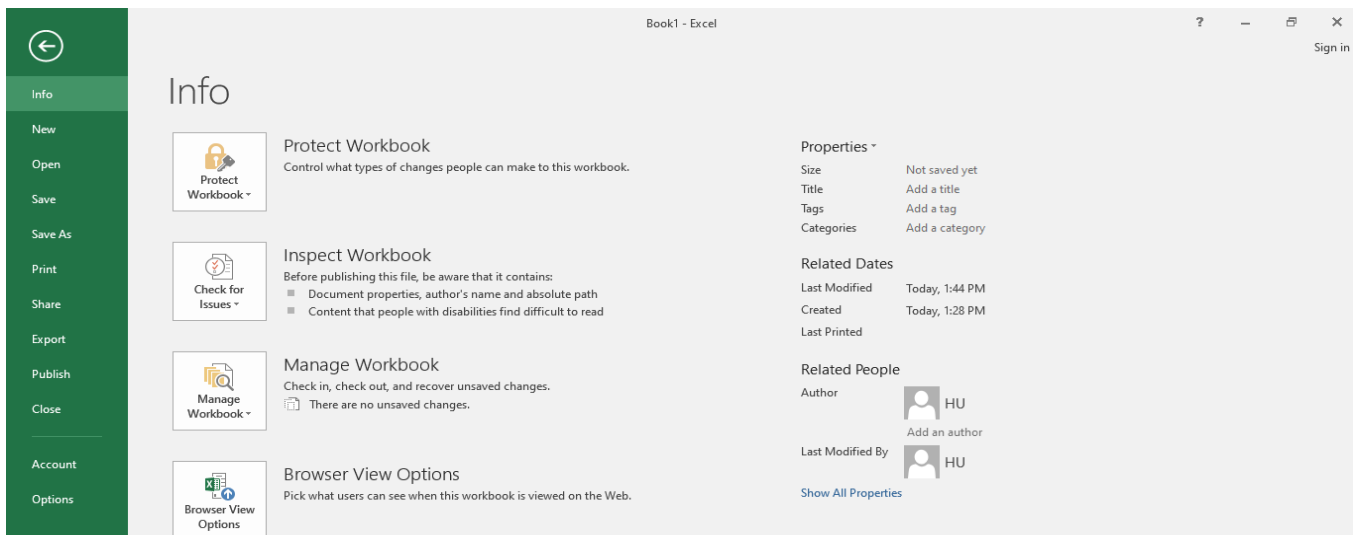 Book1 - Excel
?
Sign in
Info
New
Open
Save
Save As
Print
Share
Export
Publish
Close
Account
Options
Info
Protect
Workbook
Protect Workbook
Control what types of changes people can make to this workbook.
Check for
Issues
Inspect Workbook
Before publishing this file, be aware that it contains:
Document properties, author's name and absolute path
Content that people with disabilities find difficult to read
Manage
Workbook
Manage Workbook
Check in, check out, and recover unsaved changes.
There are no unsaved changes.
Browser View
Options
Browser View Options
Pick what users can see when this workbook is viewed on the Web.
Properties
Size Not saved yet
Title Add a title
Tags Add a tag
Categories Add a category
Related Dates
Last Modified Today, 1:44 PM
Created Today, 1:28 PM
Last Printed
Related People
Author HU
Add an author
Last Modified By HU
Show All Properties